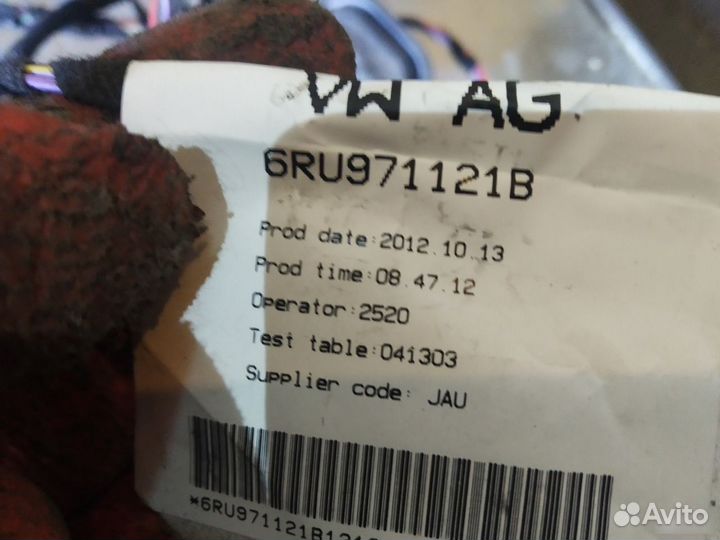 VW AG
6RU971121B
Prod date:2012.10.13
Prod time:08.47.12
Operator:2520
Test table:041303
Supplier code: JAU
*6RU971121B121
Avito